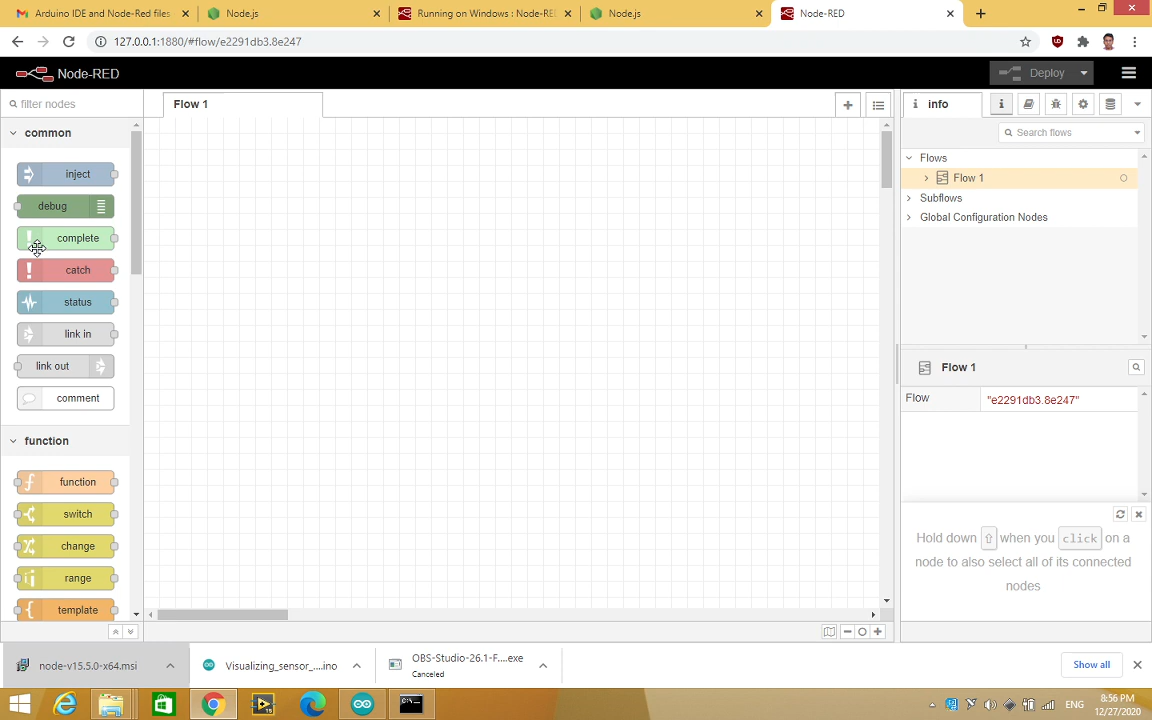 Arduino IDE and Node-Red files
Node.js
Running on Windows : Node-RE
Node.js
Node-RED
127.0.0.1:1880/#flow/e2291db3.8e247
Node-RED
Deploy
filter nodes
Flow 1
i info
i
Search flows
common
inject
debug
complete
catch
status
link in
link out
comment
function
function
switch
change
range
template
Flows
Flow 1
Subflows
Global Configuration Nodes
Flow 1
Flow "e2291db3.8e247"
Hold down ⇧ when you click on a
node to also select all of its connected
nodes
node-v15.5.0-x64.msi
Visualizing_sensor_....ino
OBS-Studio-26.1-F....exe
Canceled
Show all
ENG
8:56 PM
12/27/2020